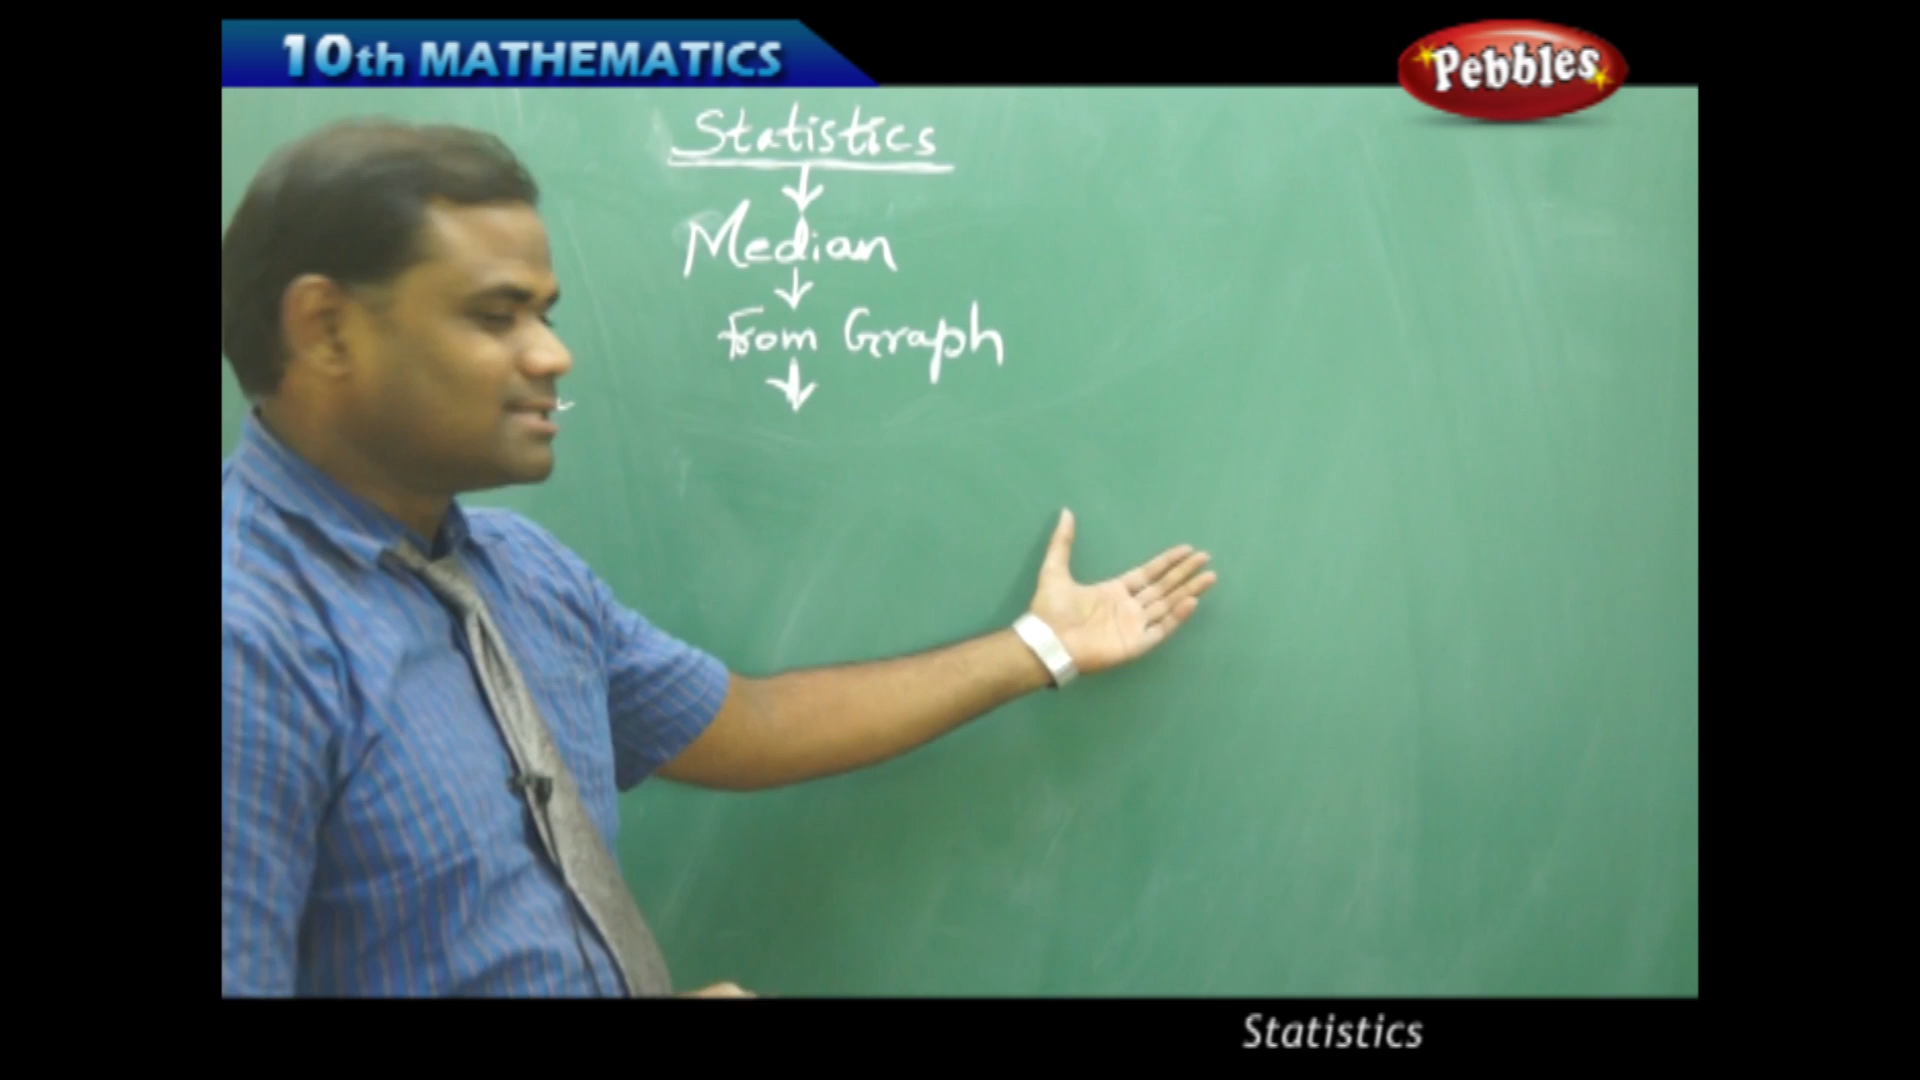 10th MATHEMATICS
Pebbles
Statistics
Median
from Graph
Statistics